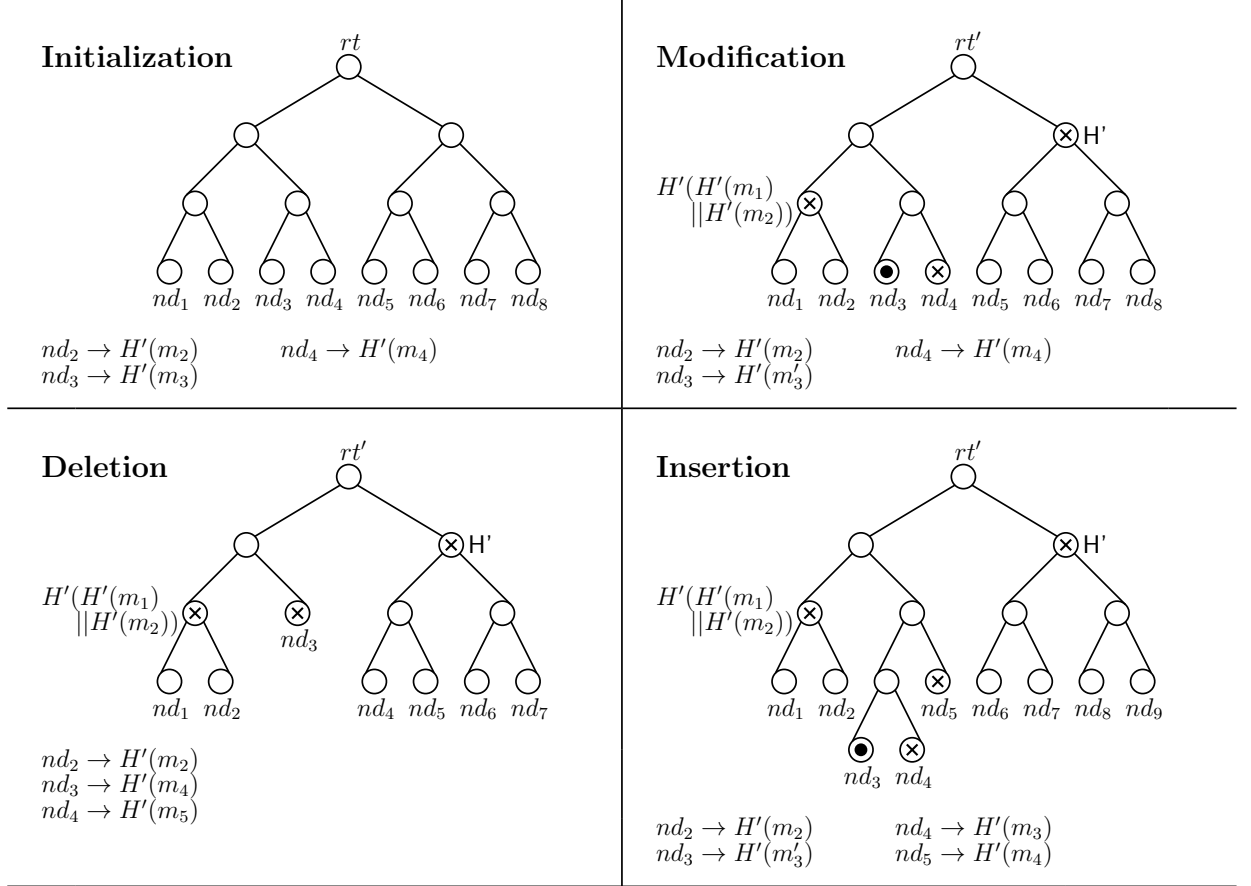 Initialization
rt
nd₁ nd₂ nd₃ nd₄ nd₅ nd₆ nd₇ nd₈
nd₂ → H′(m₂) nd₄ → H′(m₄)
nd₃ → H′(m₃)
Modification
rt′
H'
H′(H′(m₁)
||H′(m₂))
nd₁ nd₂ nd₃ nd₄ nd₅ nd₆ nd₇ nd₈
nd₂ → H′(m₂) nd₄ → H′(m₄)
nd₃ → H′(m′₃)
Deletion
rt′
H'
H′(H′(m₁)
||H′(m₂))
nd₃
nd₁ nd₂ nd₄ nd₅ nd₆ nd₇
nd₂ → H′(m₂)
nd₃ → H′(m₄)
nd₄ → H′(m₅)
Insertion
rt′
H'
H′(H′(m₁)
||H′(m₂))
nd₁ nd₂ nd₅ nd₆ nd₇ nd₈ nd₉
nd₃ nd₄
nd₂ → H′(m₂) nd₄ → H′(m₃)
nd₃ → H′(m′₃) nd₅ → H′(m₄)